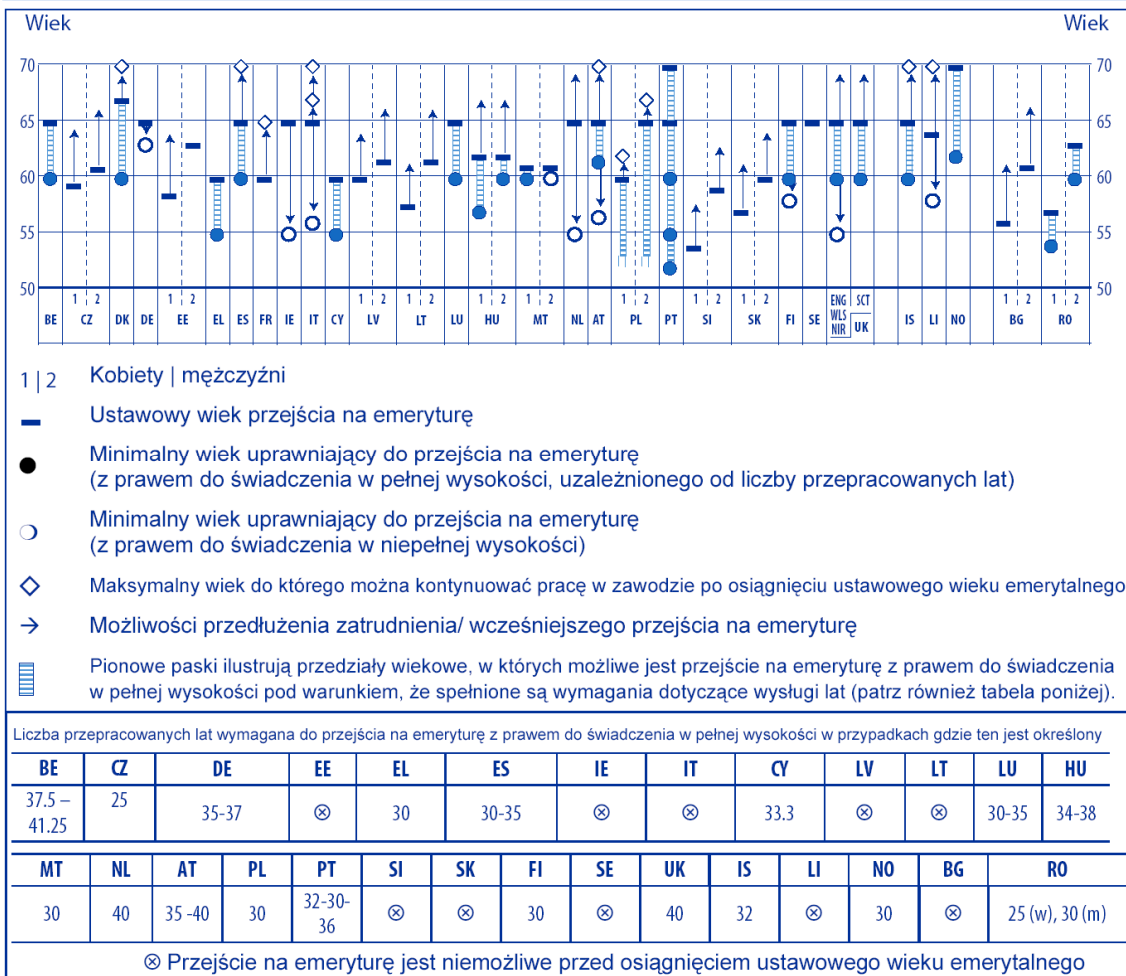 Wiek Wiek
70 70
65 65
60 60
55 55
50 50
1 2 1 2 1 2 1 2 1 2 1 2 1 2 1 2 1 2 ENG SCT 1 2 1 2
BE CZ DK DE EE EL ES FR IE IT CY LV LT LU HU MT NL AT PL PT SI SK FI SE WLS UK IS LI NO BG RO
NIR
1 | 2 Kobiety | mężczyźni
Ustawowy wiek przejścia na emeryturę
Minimalny wiek uprawniający do przejścia na emeryturę
(z prawem do świadczenia w pełnej wysokości, uzależnionego od liczby przepracowanych lat)
Minimalny wiek uprawniający do przejścia na emeryturę
(z prawem do świadczenia w niepełnej wysokości)
Maksymalny wiek do którego można kontynuować pracę w zawodzie po osiągnięciu ustawowego wieku emerytalnego
→ Możliwości przedłużenia zatrudnienia/ wcześniejszego przejścia na emeryturę
Pionowe paski ilustrują przedziały wiekowe, w których możliwe jest przejście na emeryturę z prawem do świadczenia
w pełnej wysokości pod warunkiem, że spełnione są wymagania dotyczące wysługi lat (patrz również tabela poniżej).
Liczba przepracowanych lat wymagana do przejścia na emeryturę z prawem do świadczenia w pełnej wysokości w przypadkach gdzie ten jest określony
BE CZ DE EE EL ES IE IT CY LV LT LU HU
37.5 – 41.25 25 35-37 ⊗ 30 30-35 ⊗ ⊗ 33.3 ⊗ ⊗ 30-35 34-38
MT NL AT PL PT SI SK FI SE UK IS LI NO BG RO
30 40 35 -40 30 32-30-36 ⊗ ⊗ 30 ⊗ 40 32 ⊗ 30 ⊗ 25 (w), 30 (m)
⊗ Przejście na emeryturę jest niemożliwe przed osiągnięciem ustawowego wieku emerytalnego